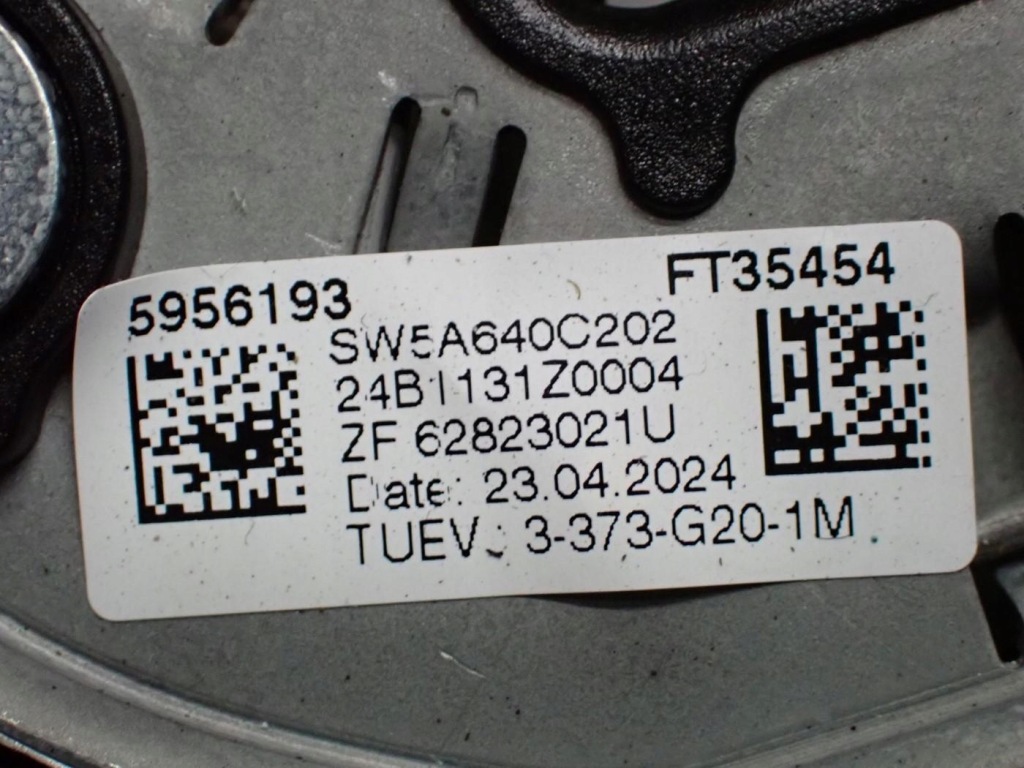 5956193 FT35454
SW5A640C202
24B1131Z0004
ZF 62823021U
Date: 23.04.2024
TUEV.: 3-373-G20-1M